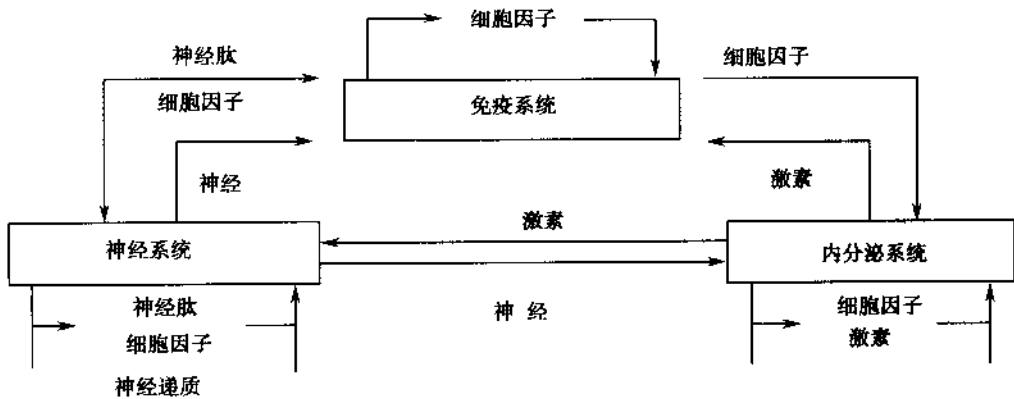 细胞因子
神经肽
细胞因子
细胞因子
免疫系统
神经
激素
激素
神经系统
内分泌系统
神经肽
细胞因子
神 经
细胞因子
激素
神经递质